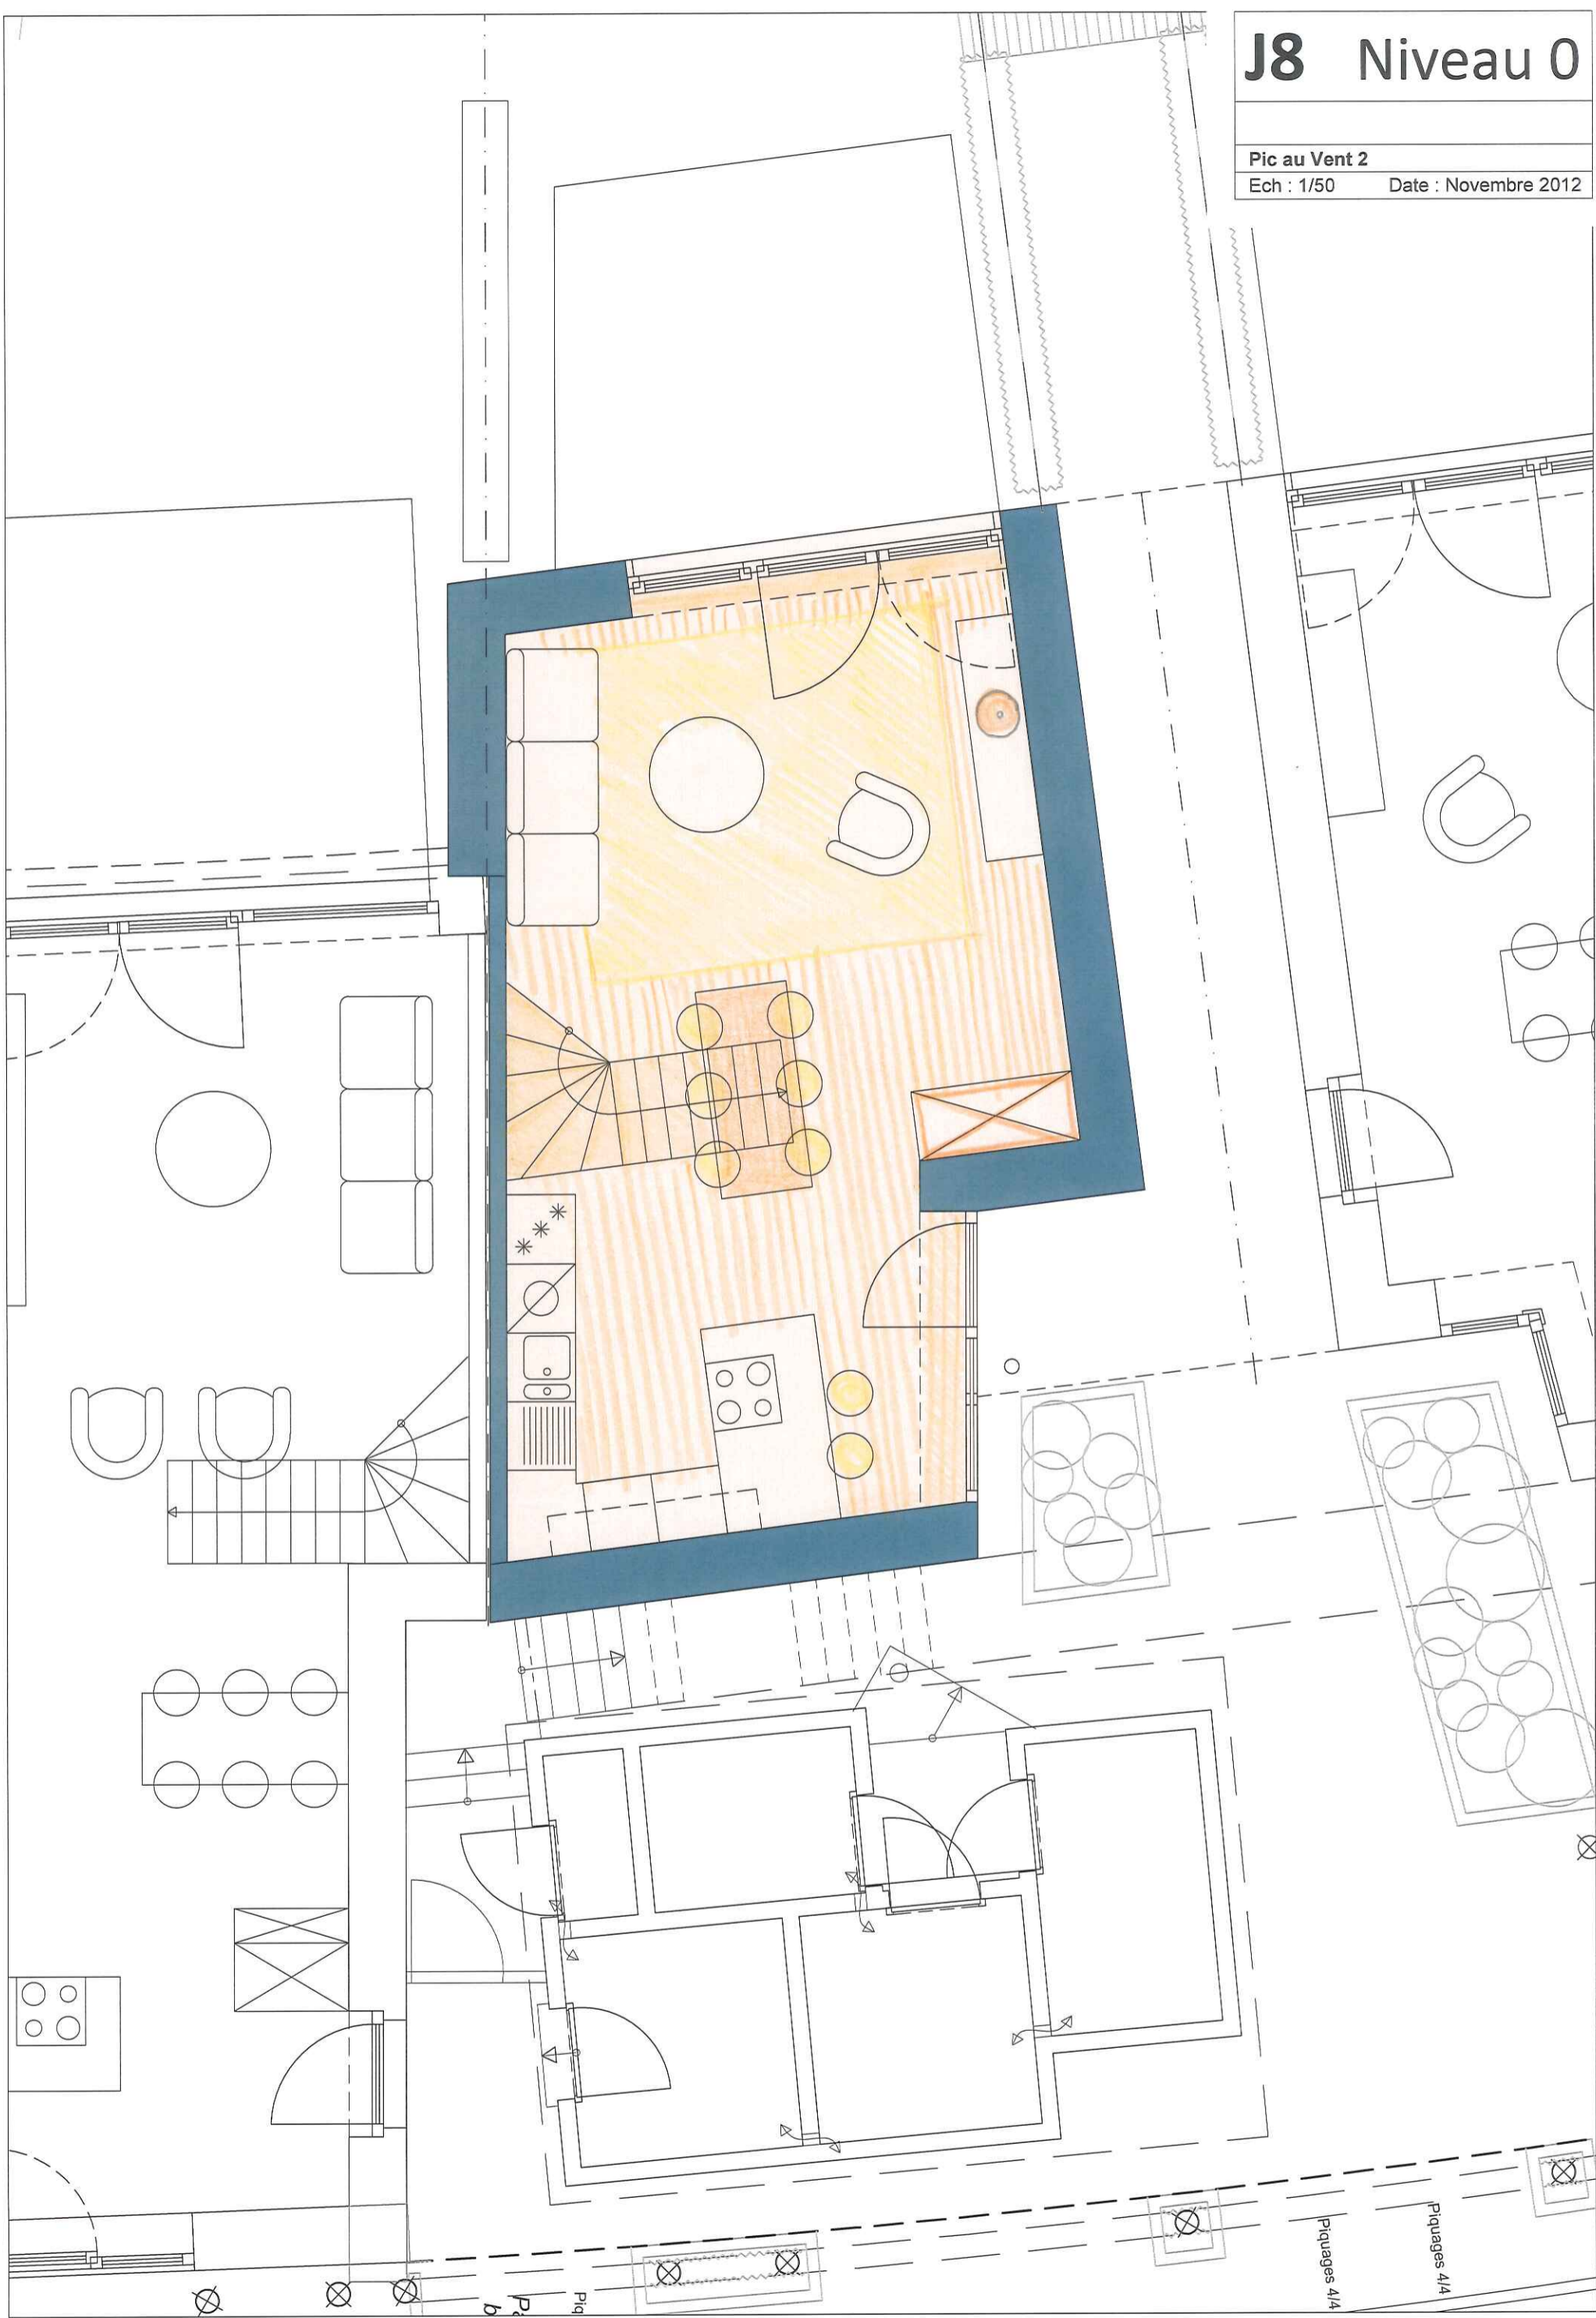 J8 Niveau 0
Pic au Vent 2
Ech : 1/50 Date : Novembre 2012
Piquages 4/4
Piquages 4/4
Piq